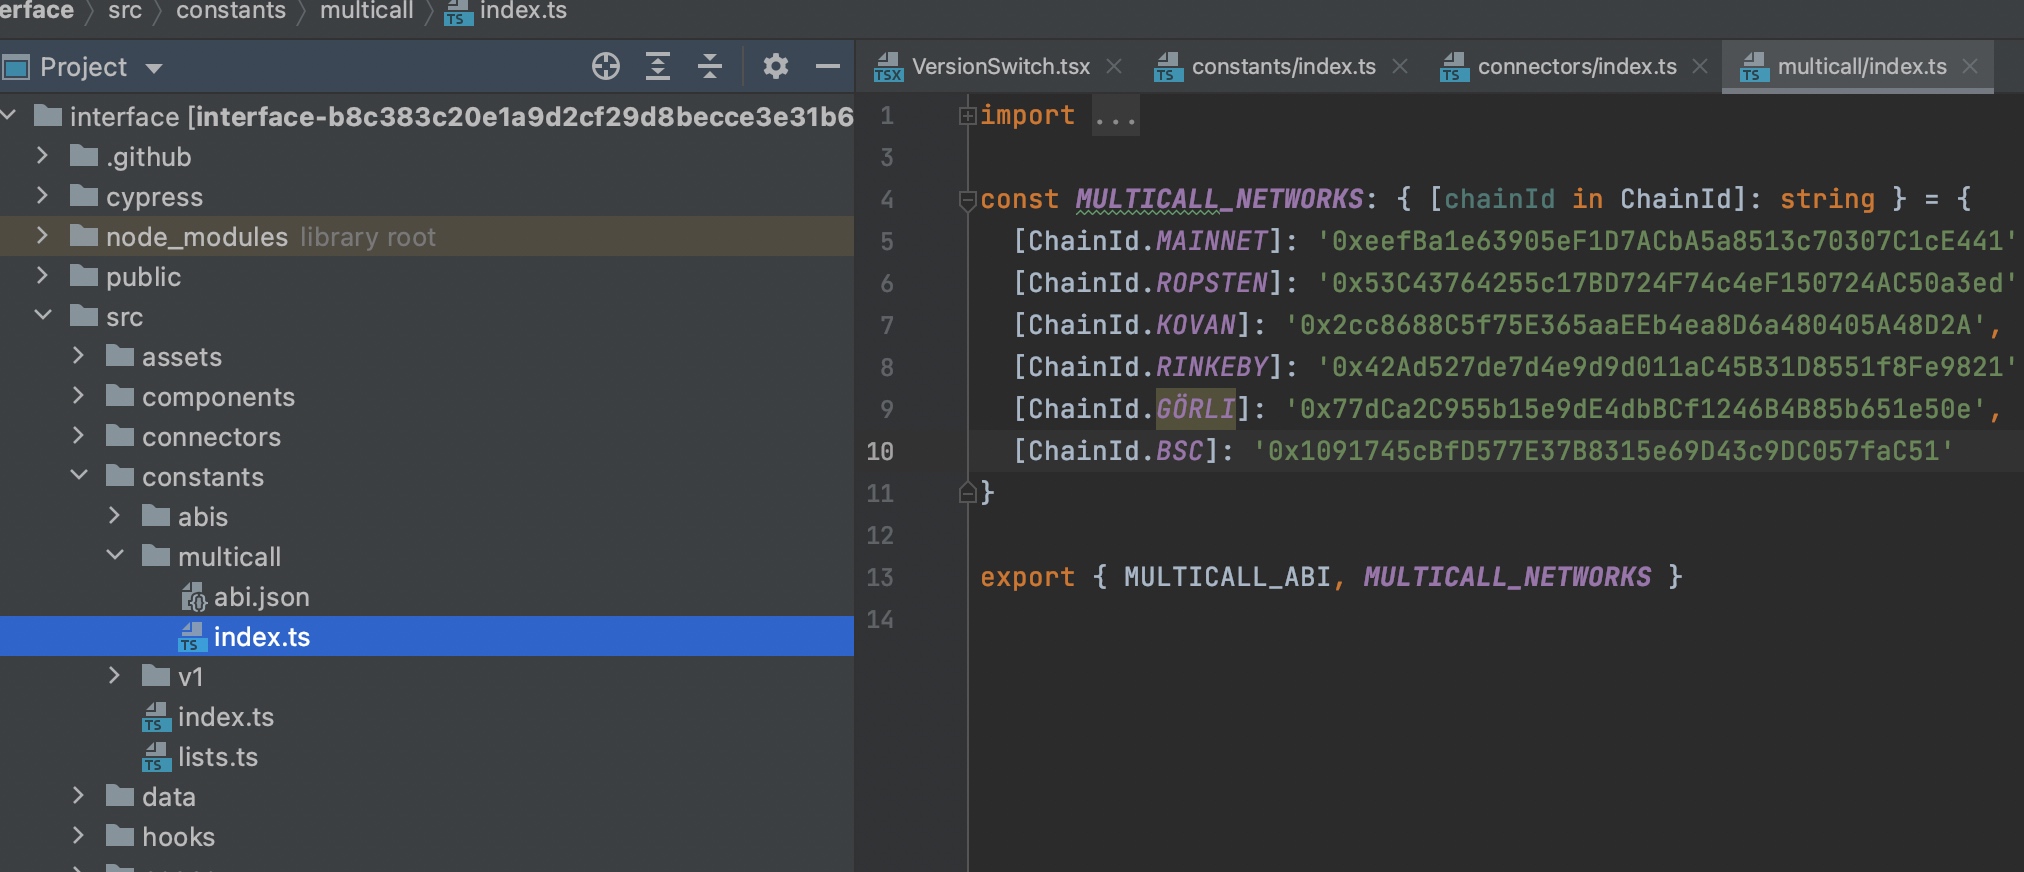 erface > src > constants > multicall > TS index.ts
Project
interface [interface-b8c383c20e1a9d2cf29d8becce3e31b6
.github
cypress
node_modules library root
public
src
assets
components
connectors
constants
abis
multicall
abi.json
TS index.ts
v1
TS index.ts
TS lists.ts
data
hooks
TSX VersionSwitch.tsx
TS constants/index.ts
TS connectors/index.ts
TS multicall/index.ts
1 import ...
3
4 const MULTICALL_NETWORKS: { [chainId in ChainId]: string } = {
5 [ChainId.MAINNET]: '0xeefBa1e63905eF1D7ACbA5a8513c70307C1cE441'
6 [ChainId.ROPSTEN]: '0x53C43764255c17BD724F74c4eF150724AC50a3ed'
7 [ChainId.KOVAN]: '0x2cc8688C5f75E365aaEEb4ea8D6a480405A48D2A',
8 [ChainId.RINKEBY]: '0x42Ad527de7d4e9d9d011aC45B31D8551f8Fe9821'
9 [ChainId.GÖRLI]: '0x77dCa2C955b15e9dE4dbBCf1246B4B85b651e50e',
10 [ChainId.BSC]: '0x1091745cBfD577E37B8315e69D43c9DC057faC51'
11 }
12
13 export { MULTICALL_ABI, MULTICALL_NETWORKS }
14